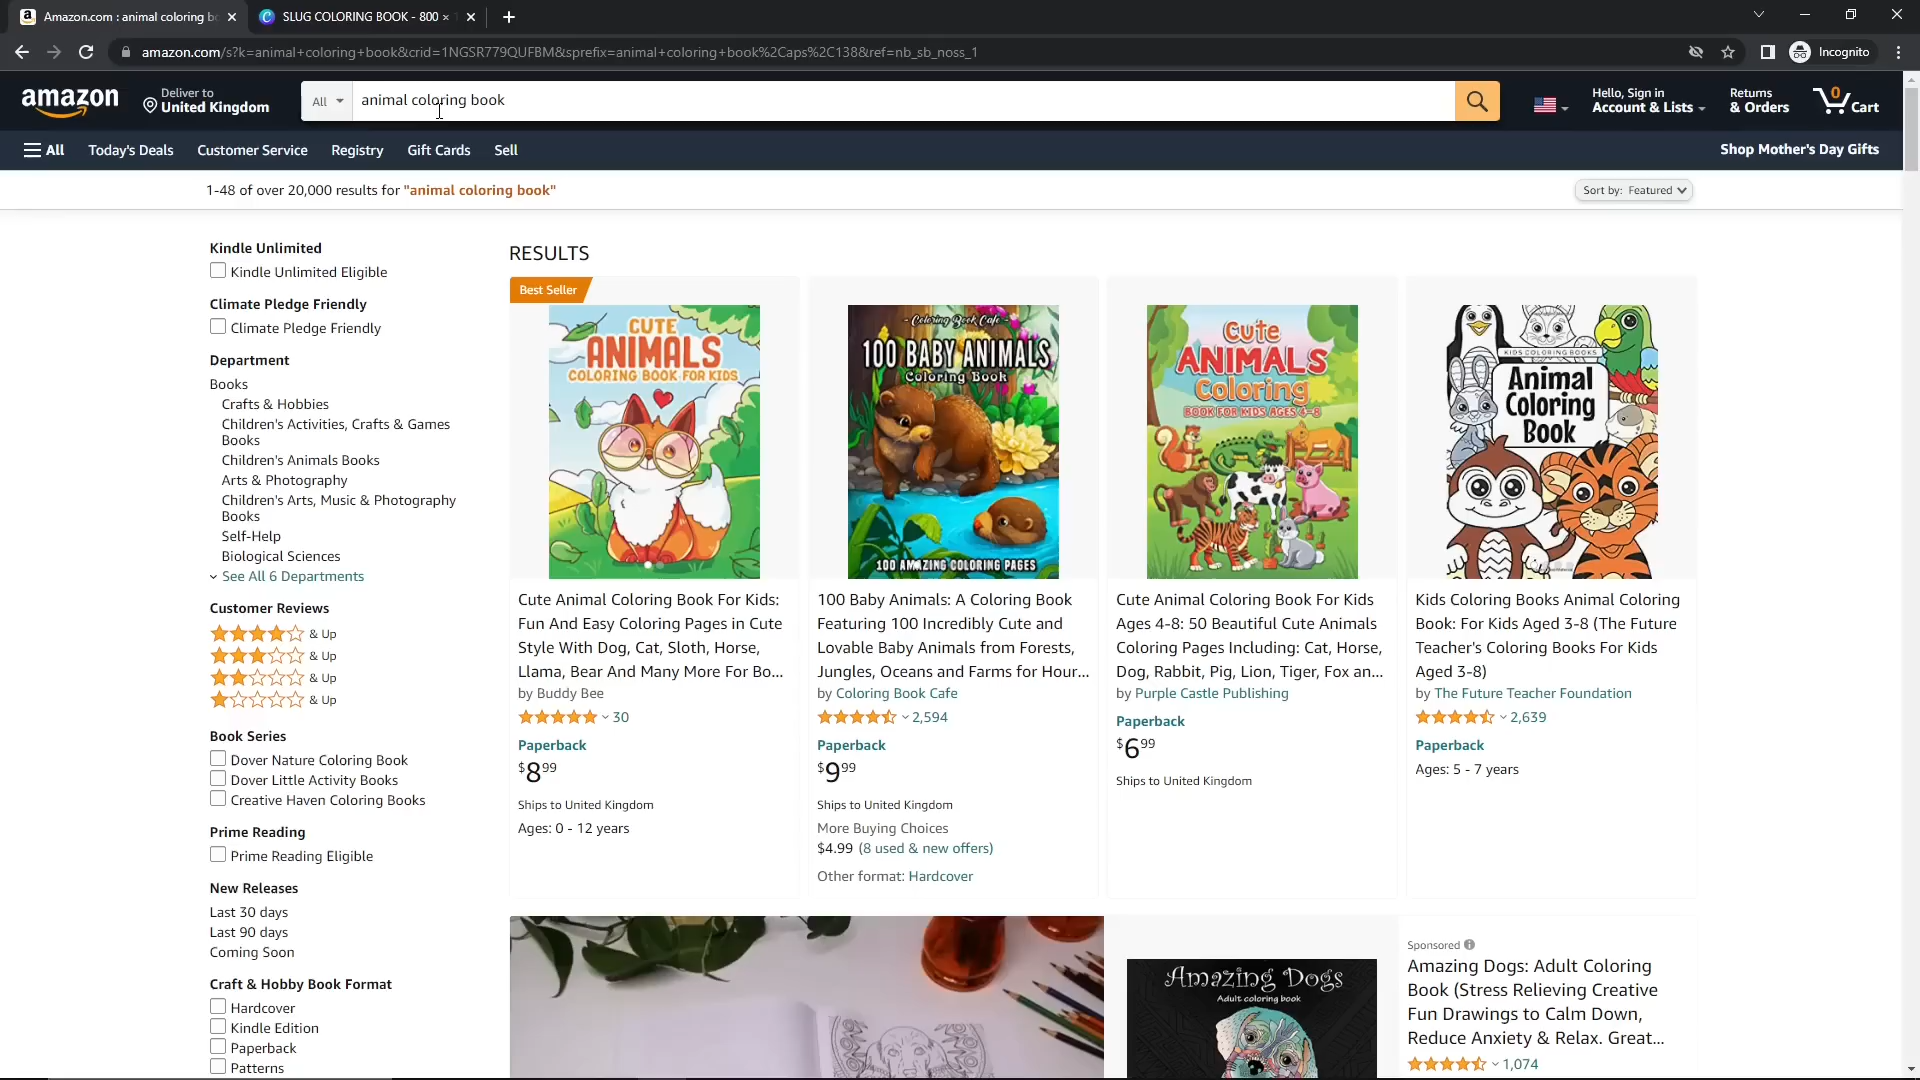 Amazon.com : animal coloring bo
SLUG COLORING BOOK - 800 ×
amazon.com/s?k=animal+coloring+book&crid=1NGSR779QUFBM&sprefix=animal+coloring+book%2Caps%2C138&ref=nb_sb_noss_1
Incognito
amazon
Deliver to
United Kingdom
All
animal coloring book
Hello, Sign in
Account & Lists
Returns
& Orders
0
Cart
All
Today's Deals
Customer Service
Registry
Gift Cards
Sell
Shop Mother's Day Gifts
1-48 of over 20,000 results for "animal coloring book"
Sort by: Featured
Kindle Unlimited
Kindle Unlimited Eligible
Climate Pledge Friendly
Climate Pledge Friendly
Department
Books
Crafts & Hobbies
Children's Activities, Crafts & Games
Books
Children's Animals Books
Arts & Photography
Children's Arts, Music & Photography
Books
Self-Help
Biological Sciences
See All 6 Departments
Customer Reviews
& Up
& Up
& Up
& Up
Book Series
Dover Nature Coloring Book
Dover Little Activity Books
Creative Haven Coloring Books
Prime Reading
Prime Reading Eligible
New Releases
Last 30 days
Last 90 days
Coming Soon
Craft & Hobby Book Format
Hardcover
Kindle Edition
Paperback
Patterns
RESULTS
Best Seller
CUTE
ANIMALS
COLORING BOOK FOR KIDS
Cute Animal Coloring Book For Kids:
Fun And Easy Coloring Pages in Cute
Style With Dog, Cat, Sloth, Horse,
Llama, Bear And Many More For Bo...
by Buddy Bee
30
Paperback
$8.99
Ships to United Kingdom
Ages: 0 - 12 years
- Coloring Book Cafe -
100 BABY ANIMALS
Coloring Book
100 AMAZING COLORING PAGES
100 Baby Animals: A Coloring Book
Featuring 100 Incredibly Cute and
Lovable Baby Animals from Forests,
Jungles, Oceans and Farms for Hour...
by Coloring Book Cafe
2,594
Paperback
$9.99
Ships to United Kingdom
More Buying Choices
$4.99 (8 used & new offers)
Other format: Hardcover
Cute
ANIMALS
Coloring
BOOK FOR KIDS AGES 4-8
Cute Animal Coloring Book For Kids
Ages 4-8: 50 Beautiful Cute Animals
Coloring Pages Including: Cat, Horse,
Dog, Rabbit, Pig, Lion, Tiger, Fox an...
by Purple Castle Publishing
Paperback
$6.99
Ships to United Kingdom
KIDS COLORING BOOKS
Animal
Coloring
Book
Kids Coloring Books Animal Coloring
Book: For Kids Aged 3-8 (The Future
Teacher's Coloring Books For Kids
Aged 3-8)
by The Future Teacher Foundation
2,639
Paperback
Ages: 5 - 7 years
Amazing Dogs
Adult coloring book
Sponsored
Amazing Dogs: Adult Coloring
Book (Stress Relieving Creative
Fun Drawings to Calm Down,
Reduce Anxiety & Relax. Great...
1,074